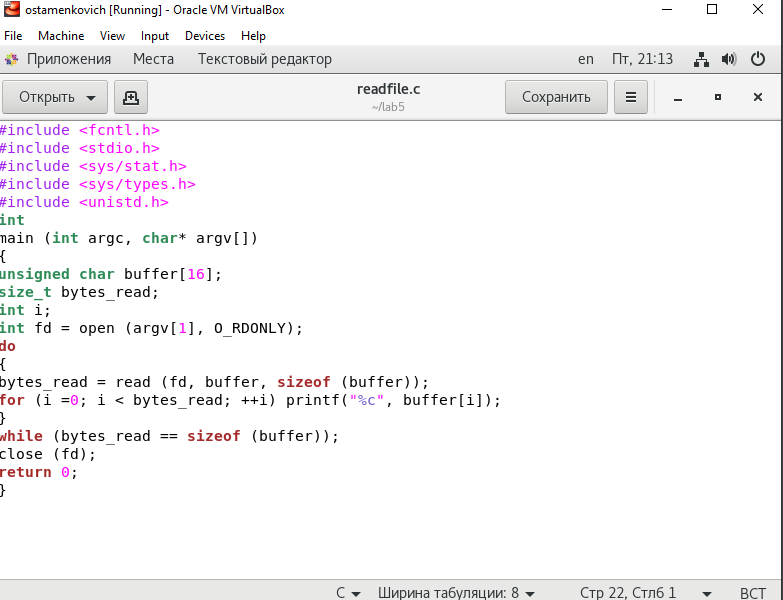 ostamenkovich [Running] - Oracle VM VirtualBox
File Machine View Input Devices Help
Приложения Места Текстовый редактор en Пт, 21:13
Открыть readfile.c Сохранить
~/lab5
#include <fcntl.h>
#include <stdio.h>
#include <sys/stat.h>
#include <sys/types.h>
#include <unistd.h>
int
main (int argc, char* argv[])
{
unsigned char buffer[16];
size_t bytes_read;
int i;
int fd = open (argv[1], O_RDONLY);
do
{
bytes_read = read (fd, buffer, sizeof (buffer));
for (i =0; i < bytes_read; ++i) printf("%c", buffer[i]);
}
while (bytes_read == sizeof (buffer));
close (fd);
return 0;
}
C Ширина табуляции: 8 Стр 22, Стлб 1 ВСТ